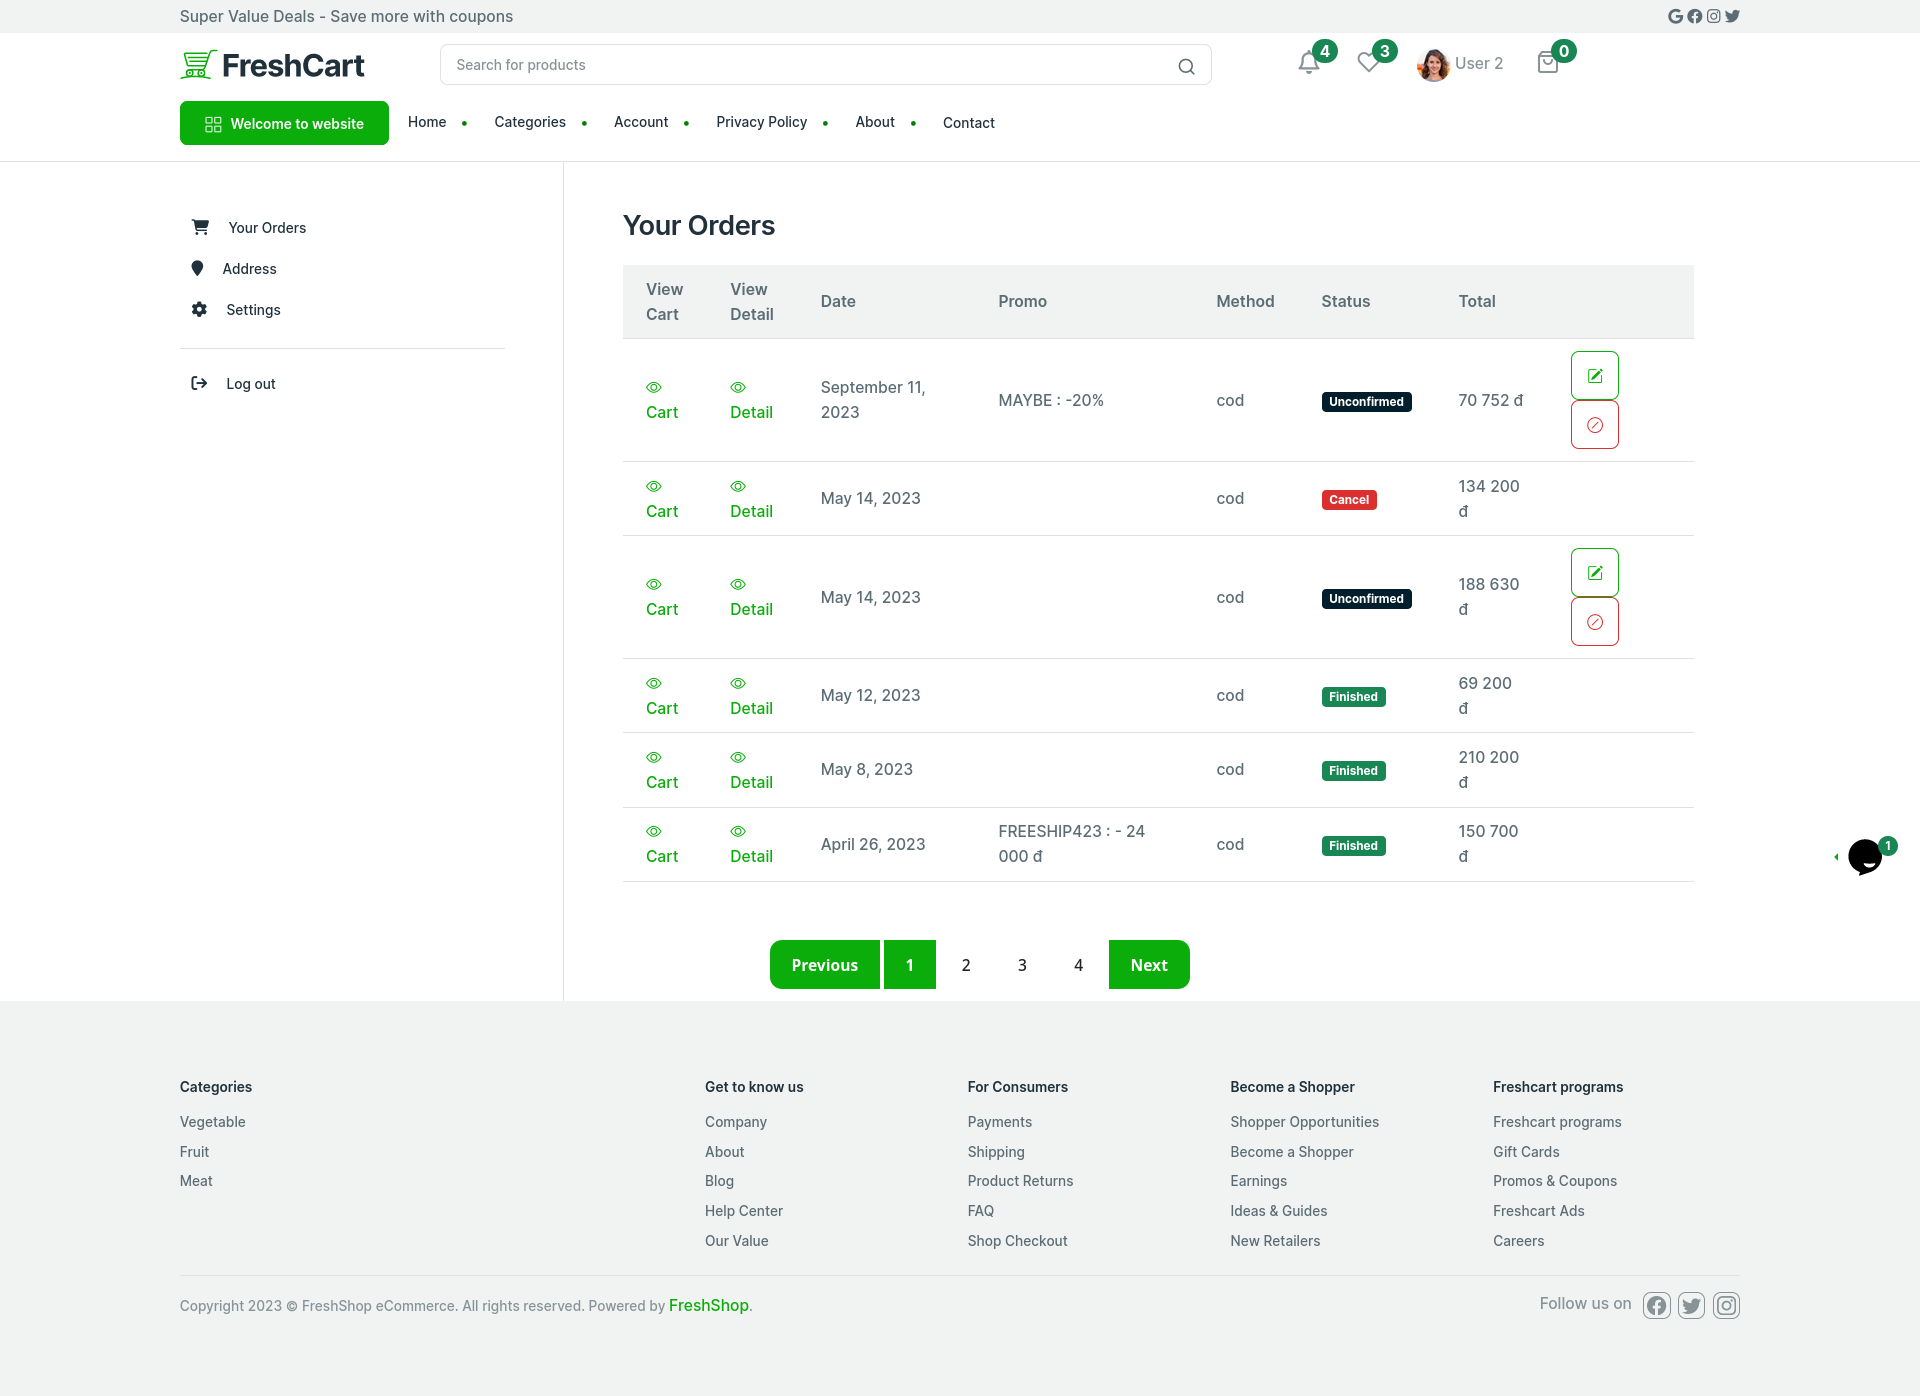 Super Value Deals - Save more with coupons
FreshCart
Search for products
4
3
User 2
0
Welcome to website
Home
Categories
Account
Privacy Policy
About
Contact
Your Orders
Address
Settings
Log out
Your Orders
View Cart
View Detail
Date
Promo
Method
Status
Total
Cart
Detail
September 11, 2023
MAYBE : -20%
cod
Unconfirmed
70 752 đ
Cart
Detail
May 14, 2023
cod
Cancel
134 200 đ
Cart
Detail
May 14, 2023
cod
Unconfirmed
188 630 đ
Cart
Detail
May 12, 2023
cod
Finished
69 200 đ
Cart
Detail
May 8, 2023
cod
Finished
210 200 đ
Cart
Detail
April 26, 2023
FREESHIP423 : - 24 000 đ
cod
Finished
150 700 đ
1
Previous
1
2
3
4
Next
Categories
Vegetable
Fruit
Meat
Get to know us
Company
About
Blog
Help Center
Our Value
For Consumers
Payments
Shipping
Product Returns
FAQ
Shop Checkout
Become a Shopper
Shopper Opportunities
Become a Shopper
Earnings
Ideas & Guides
New Retailers
Freshcart programs
Freshcart programs
Gift Cards
Promos & Coupons
Freshcart Ads
Careers
Copyright 2023 © FreshShop eCommerce. All rights reserved. Powered by FreshShop.
Follow us on